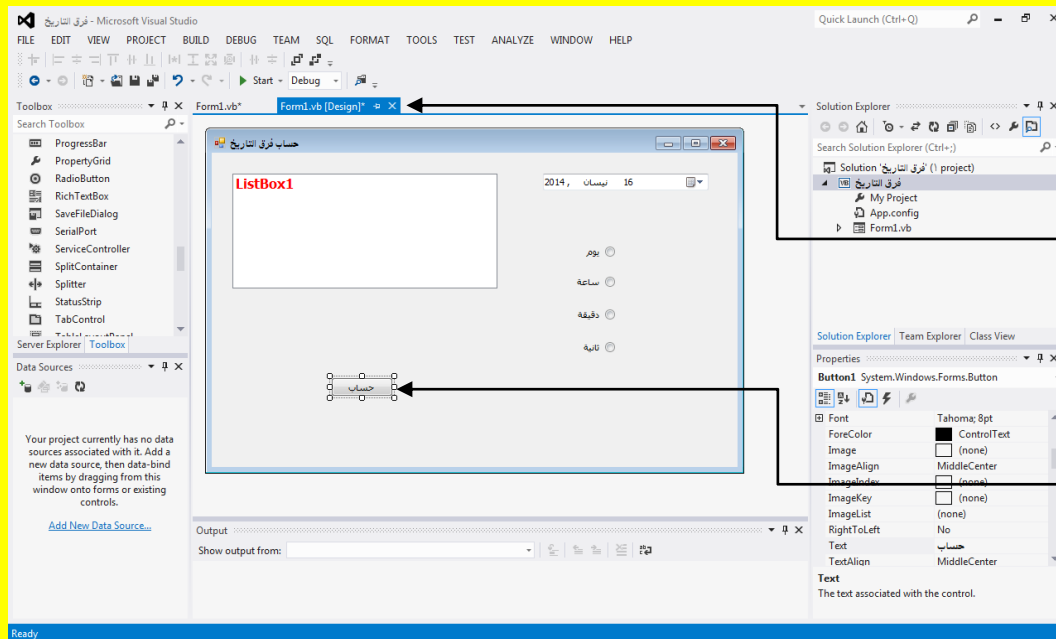 فرق التاريخ - Microsoft Visual Studio
Quick Launch (Ctrl+Q)
FILE EDIT VIEW PROJECT BUILD DEBUG TEAM SQL FORMAT TOOLS TEST ANALYZE WINDOW HELP
Start Debug
Toolbox
Search Toolbox
ProgressBar
PropertyGrid
RadioButton
RichTextBox
SaveFileDialog
SerialPort
ServiceController
SplitContainer
Splitter
StatusStrip
TabControl
Server Explorer Toolbox
Data Sources
Your project currently has no data
sources associated with it. Add a
new data source, then data-bind
items by dragging from this
window onto forms or existing
controls.
Add New Data Source...
Form1.vb* Form1.vb [Design]*
حساب فرق التاريخ
ListBox1
16 نيسان , 2014
يوم
ساعة
دقيقة
ثانية
حساب
Output
Show output from:
Solution Explorer
Search Solution Explorer (Ctrl+;)
Solution 'فرق التاريخ' (1 project)
فرق التاريخ
My Project
App.config
Form1.vb
Solution Explorer Team Explorer Class View
Properties
Button1 System.Windows.Forms.Button
Font Tahoma; 8pt
ForeColor ControlText
Image (none)
ImageAlign MiddleCenter
ImageIndex (none)
ImageKey (none)
ImageList (none)
RightToLeft No
Text حساب
TextAlign MiddleCenter
Text
The text associated with the control.
Ready